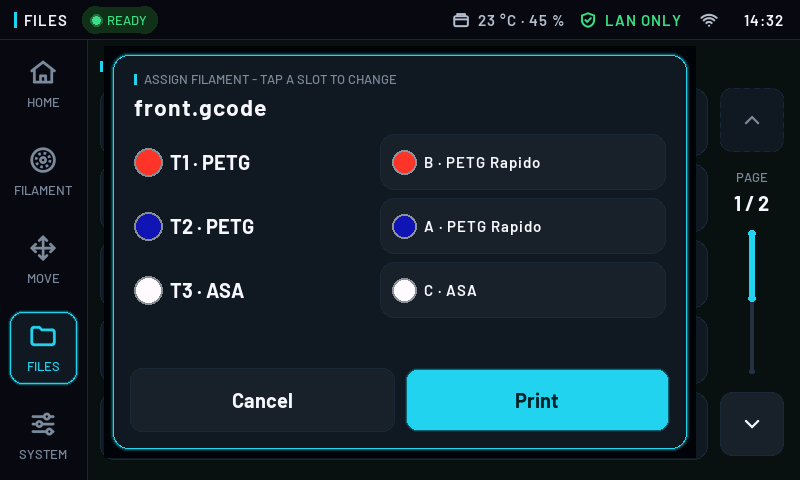 FILES
READY
23 °C · 45 %
LAN ONLY
14:32
HOME
FILAMENT
MOVE
FILES
SYSTEM
ASSIGN FILAMENT - TAP A SLOT TO CHANGE
front.gcode
T1 · PETG
B · PETG Rapido
T2 · PETG
A · PETG Rapido
T3 · ASA
C · ASA
Cancel
Print
PAGE
1 / 2